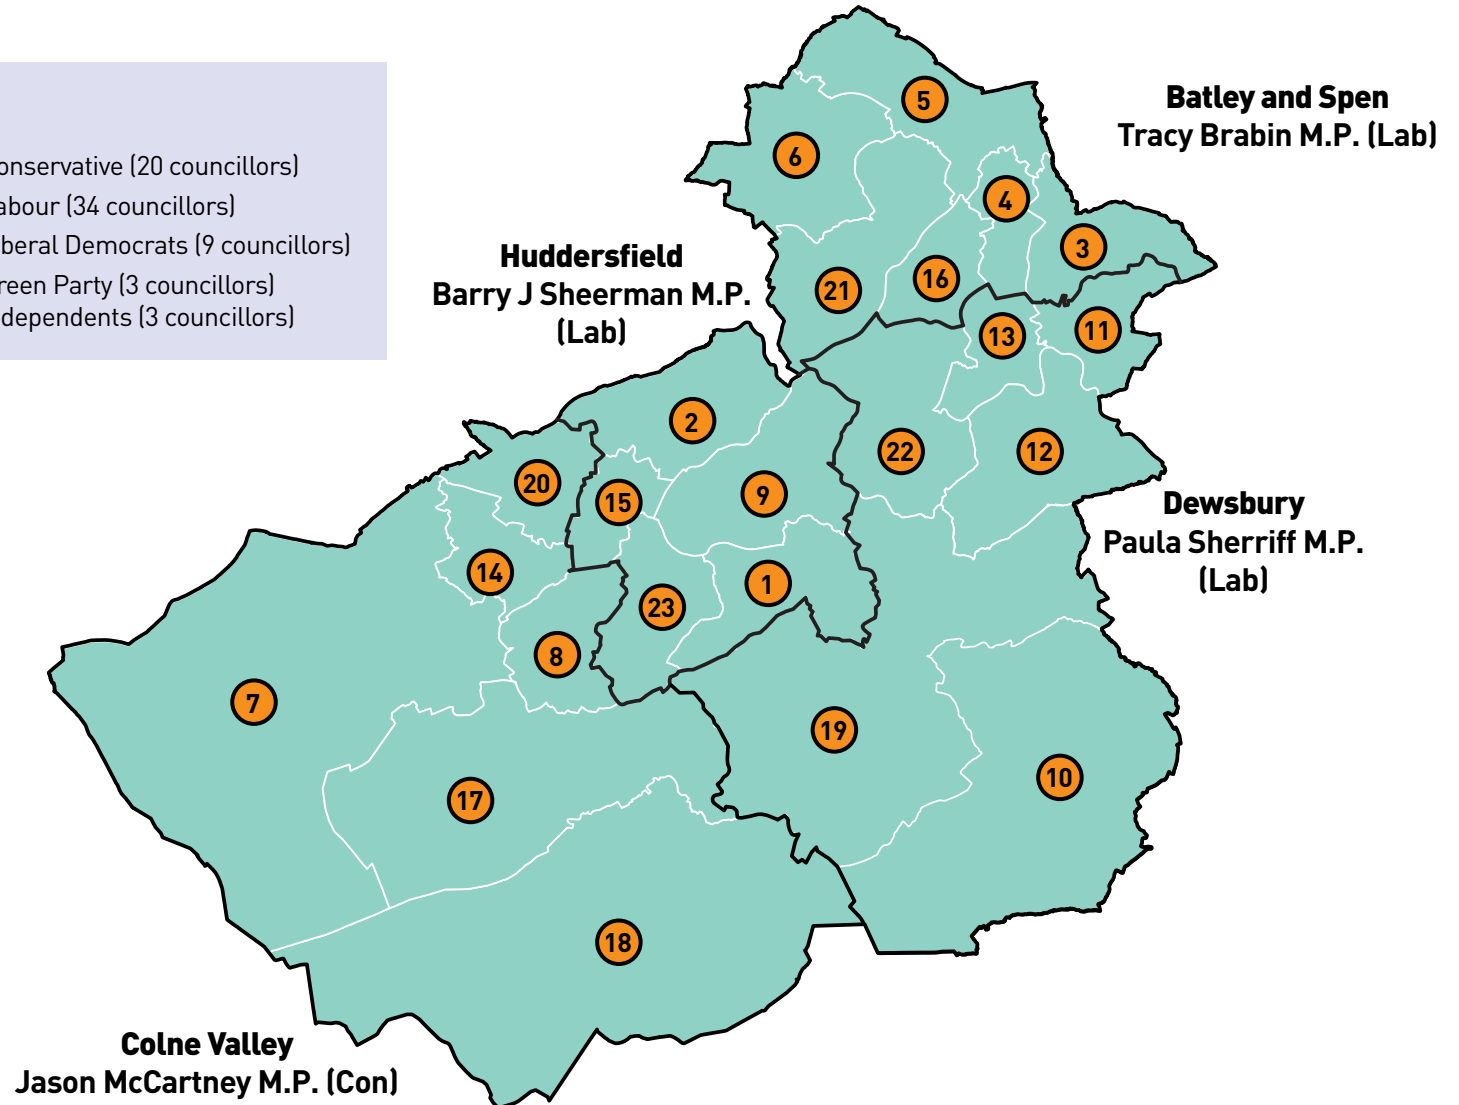 onservative (20 councillors)
abour (34 councillors)
beral Democrats (9 councillors)
reen Party (3 councillors)
dependents (3 councillors)
Batley and Spen
Tracy Brabin M.P. (Lab)
Huddersfield
Barry J Sheerman M.P.
(Lab)
Dewsbury
Paula Sherriff M.P.
(Lab)
Colne Valley
Jason McCartney M.P. (Con)
5
6
4
3
16
21
11
13
2
22
12
20
9
15
14
1
23
8
7
19
10
17
18